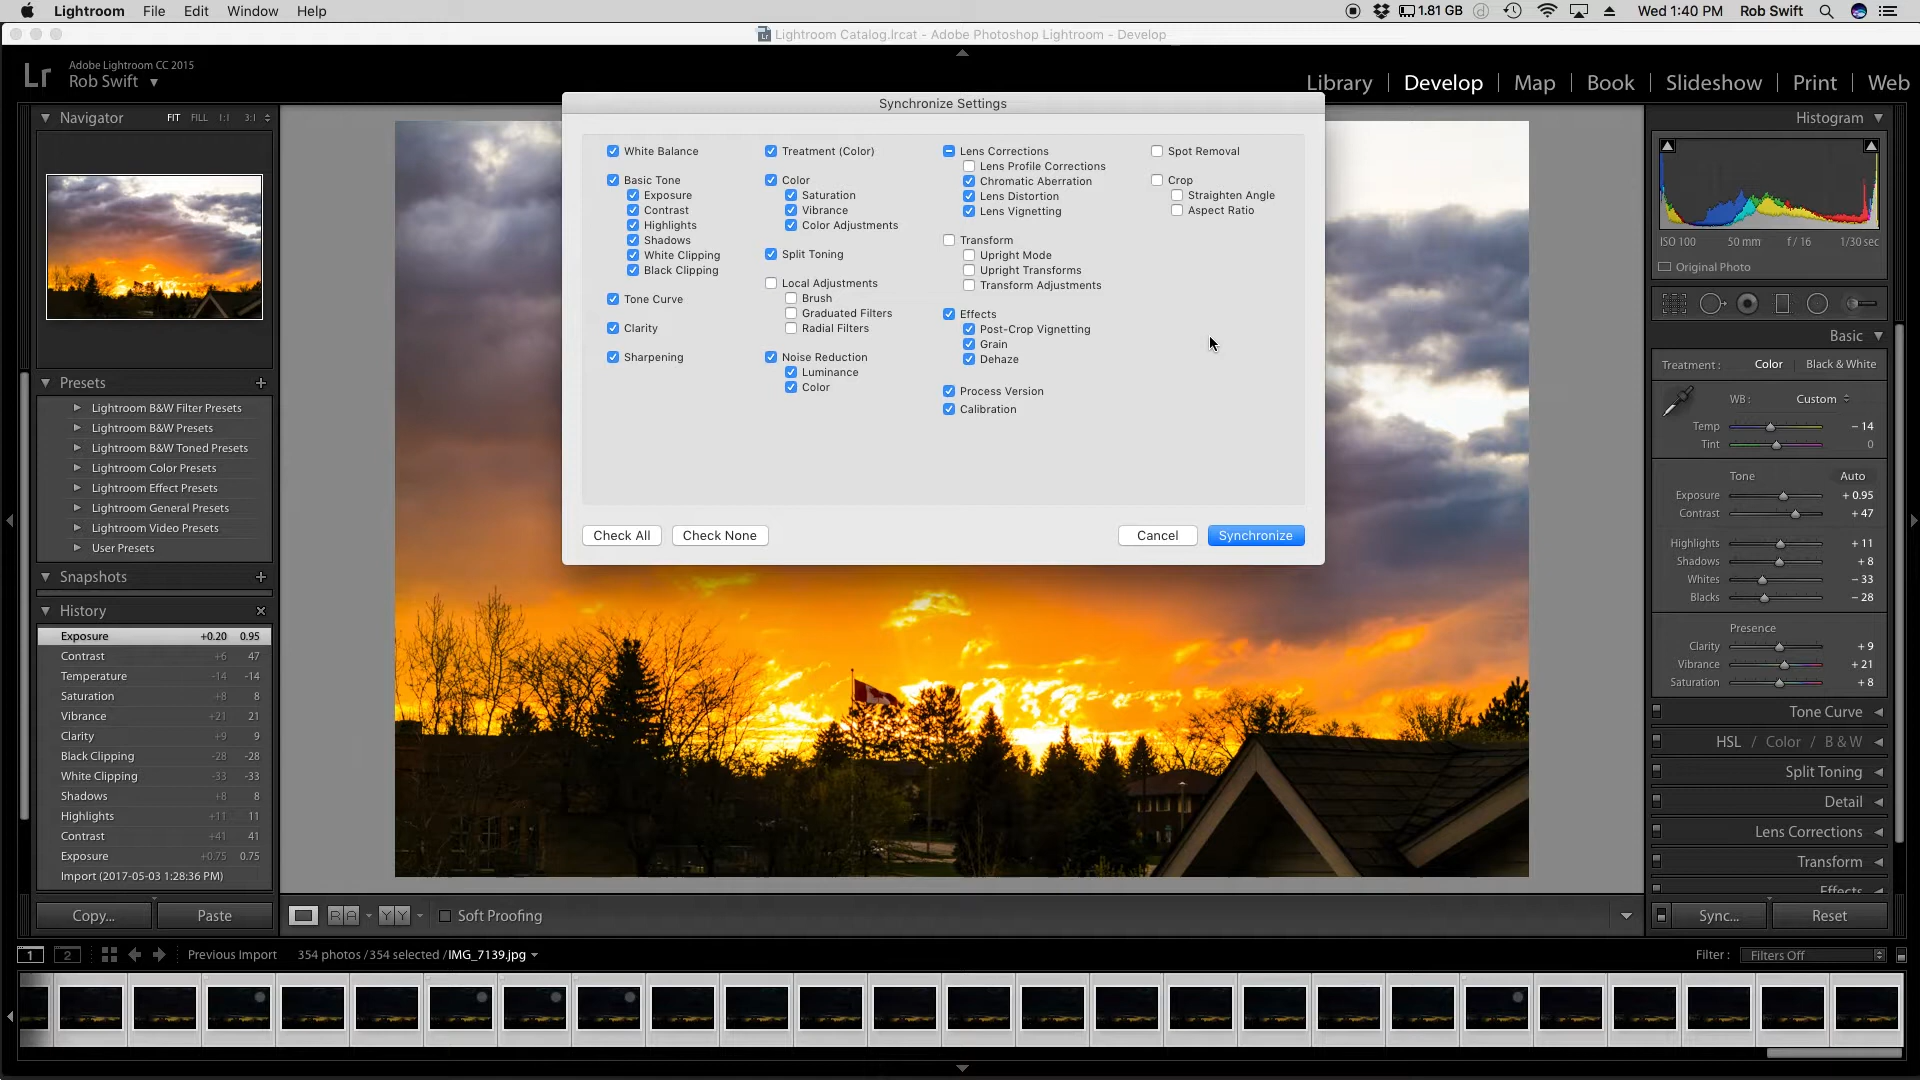 Lightroom File Edit Window Help 1.81 GB Wed 1:40 PM Rob Swift
Lightroom Catalog.lrcat - Adobe Photoshop Lightroom - Develop
Lr Adobe Lightroom CC 2015
Rob Swift
Library | Develop | Map | Book | Slideshow | Print | Web
Navigator FIT FILL 1:1 3:1
Presets
Lightroom B&W Filter Presets
Lightroom B&W Presets
Lightroom B&W Toned Presets
Lightroom Color Presets
Lightroom Effect Presets
Lightroom General Presets
Lightroom Video Presets
User Presets
Snapshots
History
Exposure +0.20 0.95
Contrast +6 47
Temperature -14 -14
Saturation +8 8
Vibrance +21 21
Clarity +9 9
Black Clipping -28 -28
White Clipping -33 -33
Shadows +8 8
Highlights +11 11
Contrast +41 41
Exposure +0.75 0.75
Import (2017-05-03 1:28:36 PM)
Copy... Paste
Synchronize Settings
White Balance
Basic Tone
Exposure
Contrast
Highlights
Shadows
White Clipping
Black Clipping
Tone Curve
Clarity
Sharpening
Treatment (Color)
Color
Saturation
Vibrance
Color Adjustments
Split Toning
Local Adjustments
Brush
Graduated Filters
Radial Filters
Noise Reduction
Luminance
Color
Lens Corrections
Lens Profile Corrections
Chromatic Aberration
Lens Distortion
Lens Vignetting
Transform
Upright Mode
Upright Transforms
Transform Adjustments
Effects
Post-Crop Vignetting
Grain
Dehaze
Process Version
Calibration
Spot Removal
Crop
Straighten Angle
Aspect Ratio
Check All Check None Cancel Synchronize
Histogram
ISO 100 50 mm f / 16 1/30 sec
Original Photo
Basic
Treatment : Color Black & White
WB : Custom
Temp - 14
Tint 0
Tone Auto
Exposure + 0.95
Contrast + 47
Highlights + 11
Shadows + 8
Whites - 33
Blacks - 28
Presence
Clarity + 9
Vibrance + 21
Saturation + 8
Tone Curve
HSL / Color / B & W
Split Toning
Detail
Lens Corrections
Transform
Effects
Sync... Reset
R A Y Y Soft Proofing
1 2 Previous Import 354 photos / 354 selected / IMG_7139.jpg Filter : Filters Off